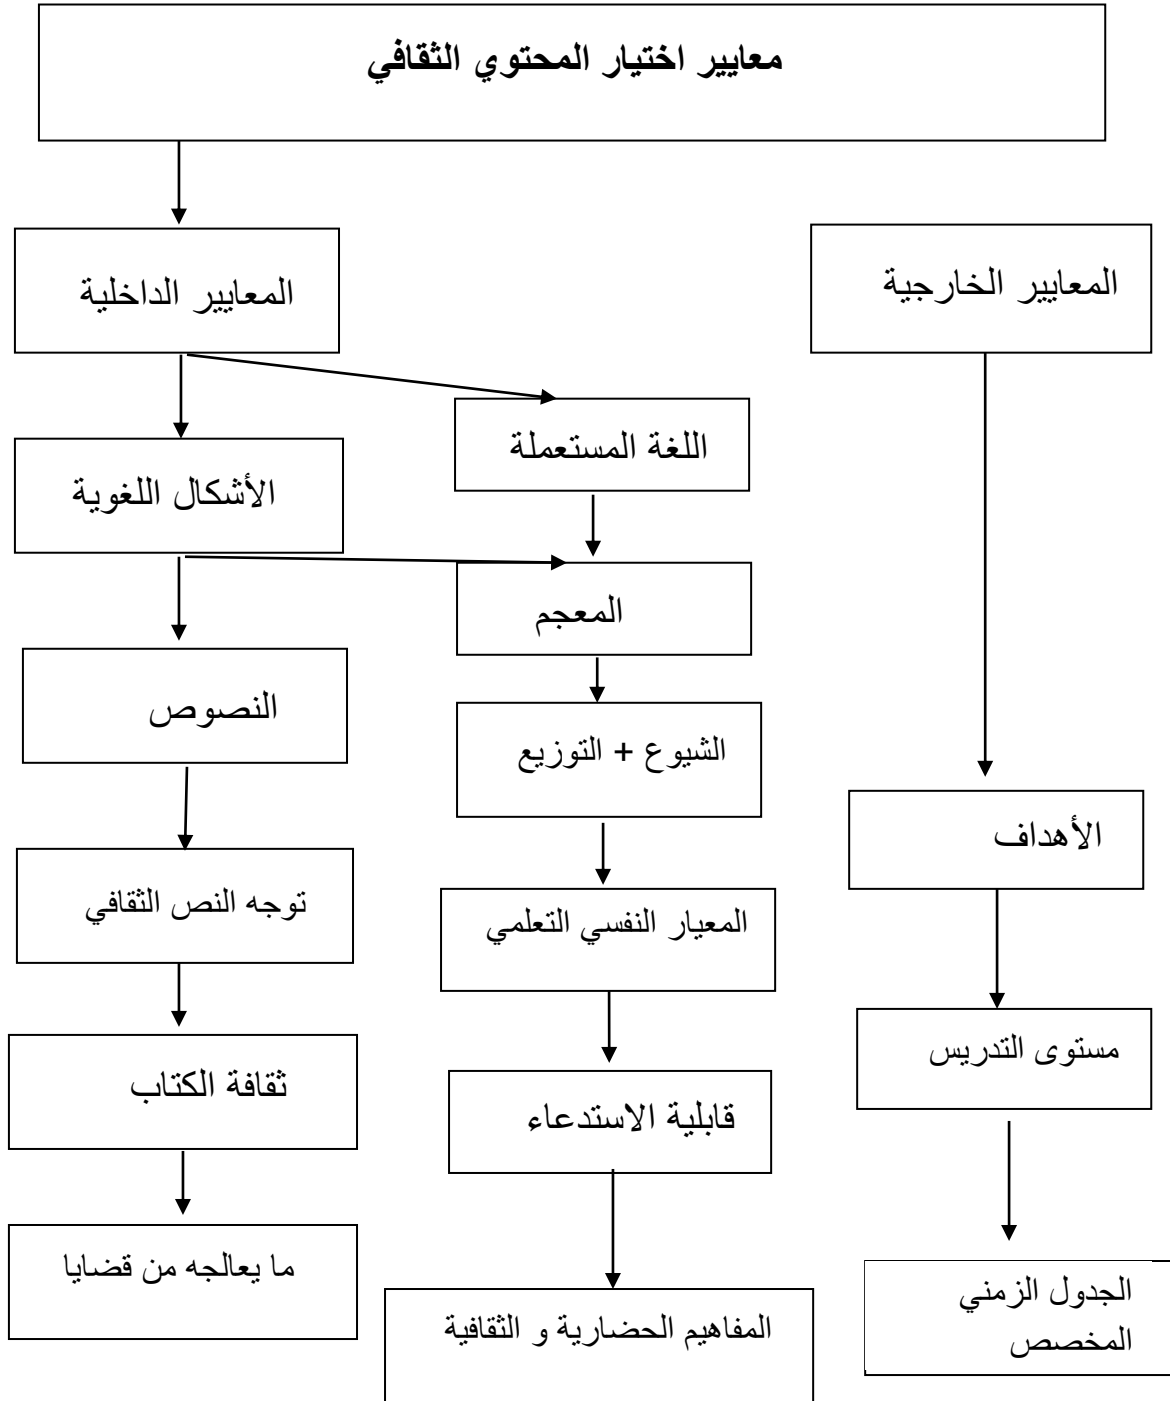 معايير اختيار المحتوي الثقافي
المعايير الخارجية
المعايير الداخلية
اللغة المستعملة
الأشكال اللغوية
المعجم
النصوص
الشيوع + التوزيع
الأهداف
توجه النص الثقافي
المعيار النفسي التعلمي
مستوى التدريس
ثقافة الكتاب
قابلية الاستدعاء
ما يعالجه من قضايا
الجدول الزمني
المخصص
المفاهيم الحضارية و الثقافية